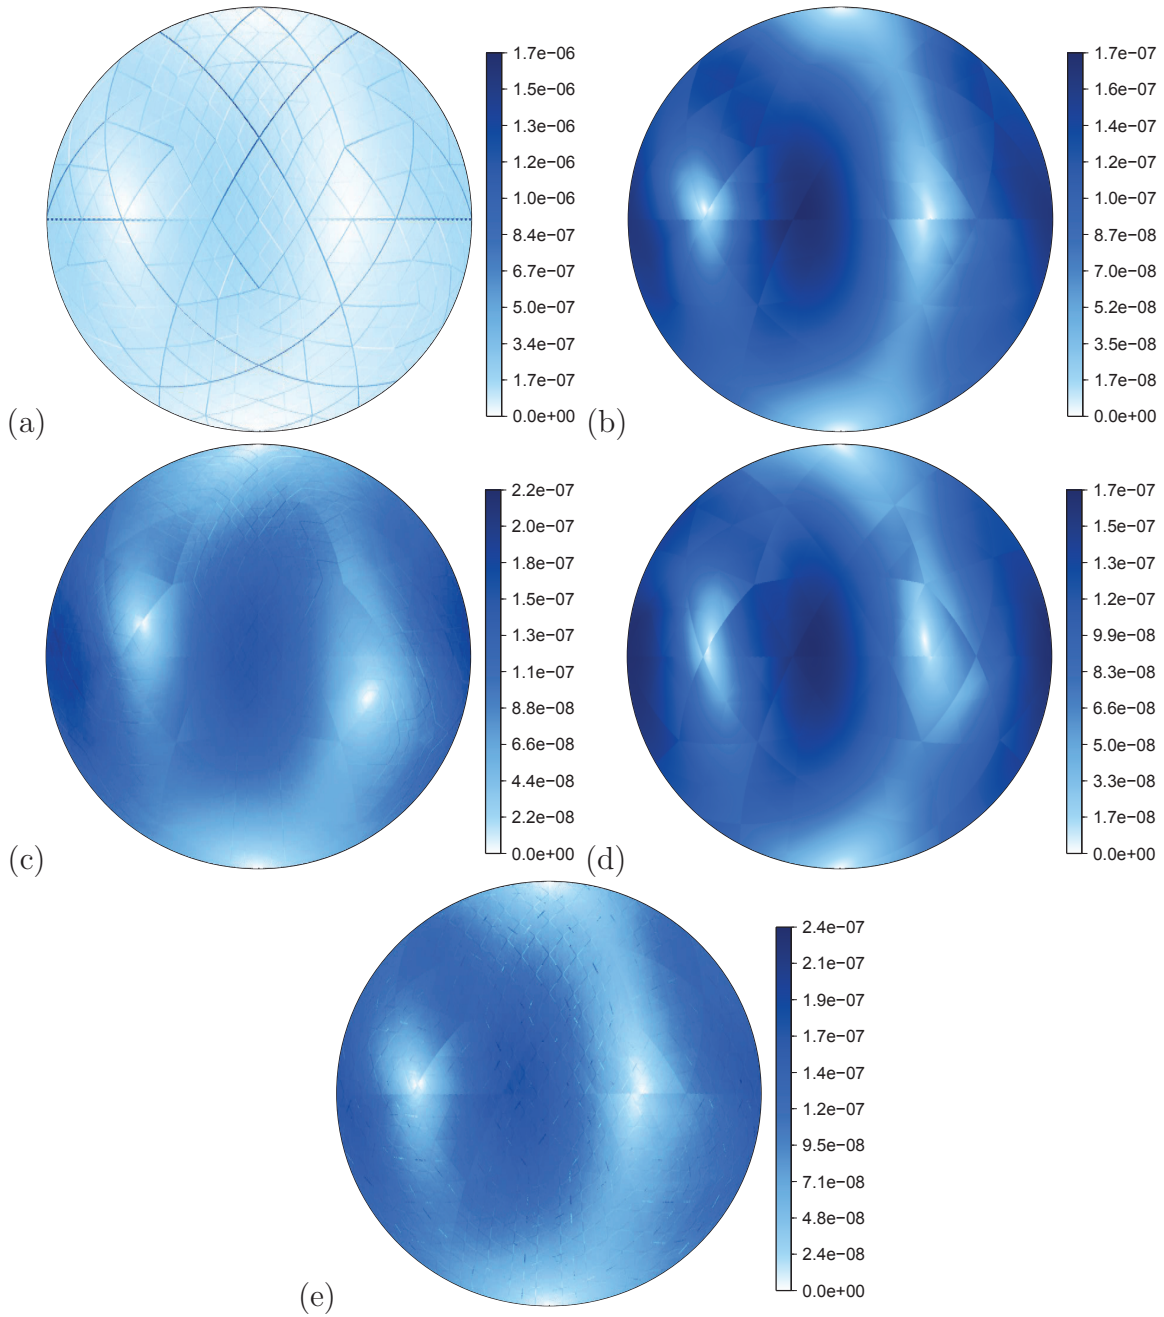 1.7e−06
1.5e−06
1.3e−06
1.2e−06
1.0e−06
8.4e−07
6.7e−07
5.0e−07
3.4e−07
1.7e−07
0.0e+00
(a)
1.7e−07
1.6e−07
1.4e−07
1.2e−07
1.0e−07
8.7e−08
7.0e−08
5.2e−08
3.5e−08
1.7e−08
0.0e+00
(b)
2.2e−07
2.0e−07
1.8e−07
1.5e−07
1.3e−07
1.1e−07
8.8e−08
6.6e−08
4.4e−08
2.2e−08
0.0e+00
(c)
1.7e−07
1.5e−07
1.3e−07
1.2e−07
9.9e−08
8.3e−08
6.6e−08
5.0e−08
3.3e−08
1.7e−08
0.0e+00
(d)
2.4e−07
2.1e−07
1.9e−07
1.7e−07
1.4e−07
1.2e−07
9.5e−08
7.1e−08
4.8e−08
2.4e−08
0.0e+00
(e)